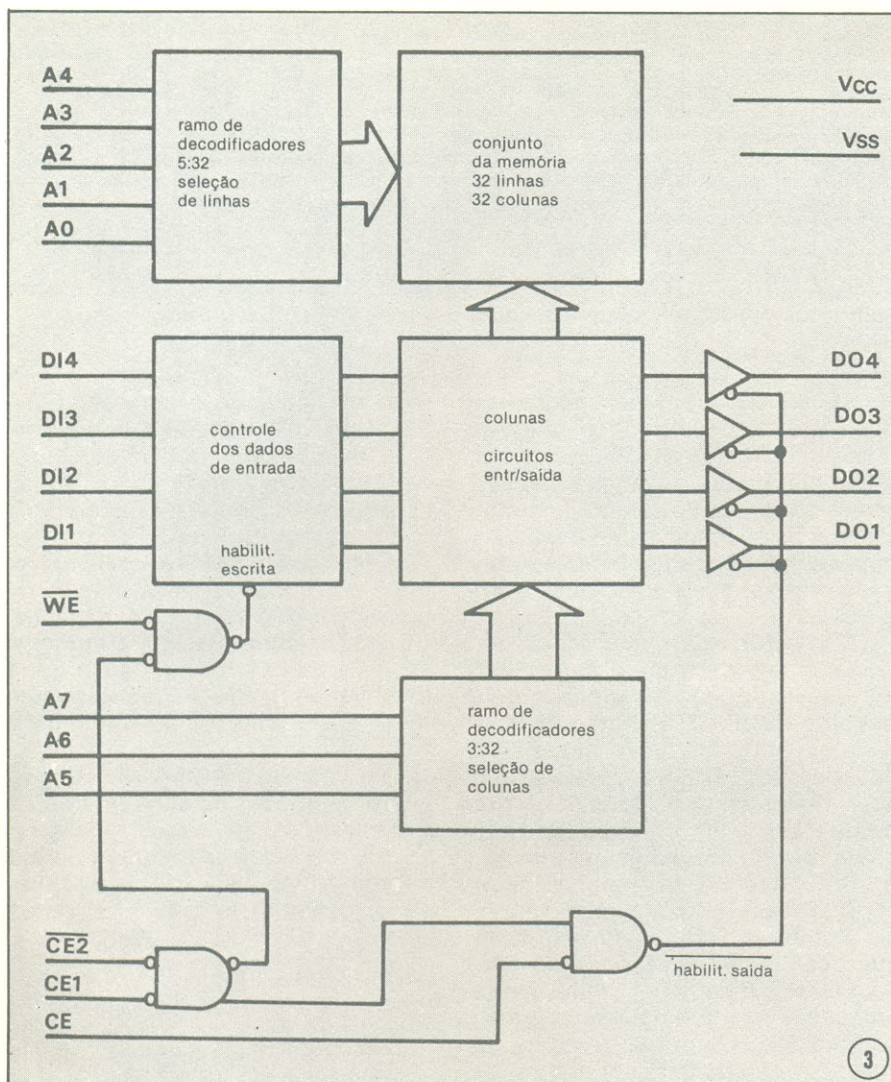 A4
A3
A2
A1
A0
ramo de
decodificadores
5:32
seleção
de linhas
conjunto
da memória
32 linhas
32 colunas
VCC
VSS
DI4
DI3
DI2
DI1
controle
dos dados
de entrada
habilit.
escrita
colunas
circuitos
entr/saída
DO4
DO3
DO2
DO1
WE
A7
A6
A5
ramo de
decodificadores
3:32
seleção de
colunas
CE2
CE1
CE
habilit. saída
3